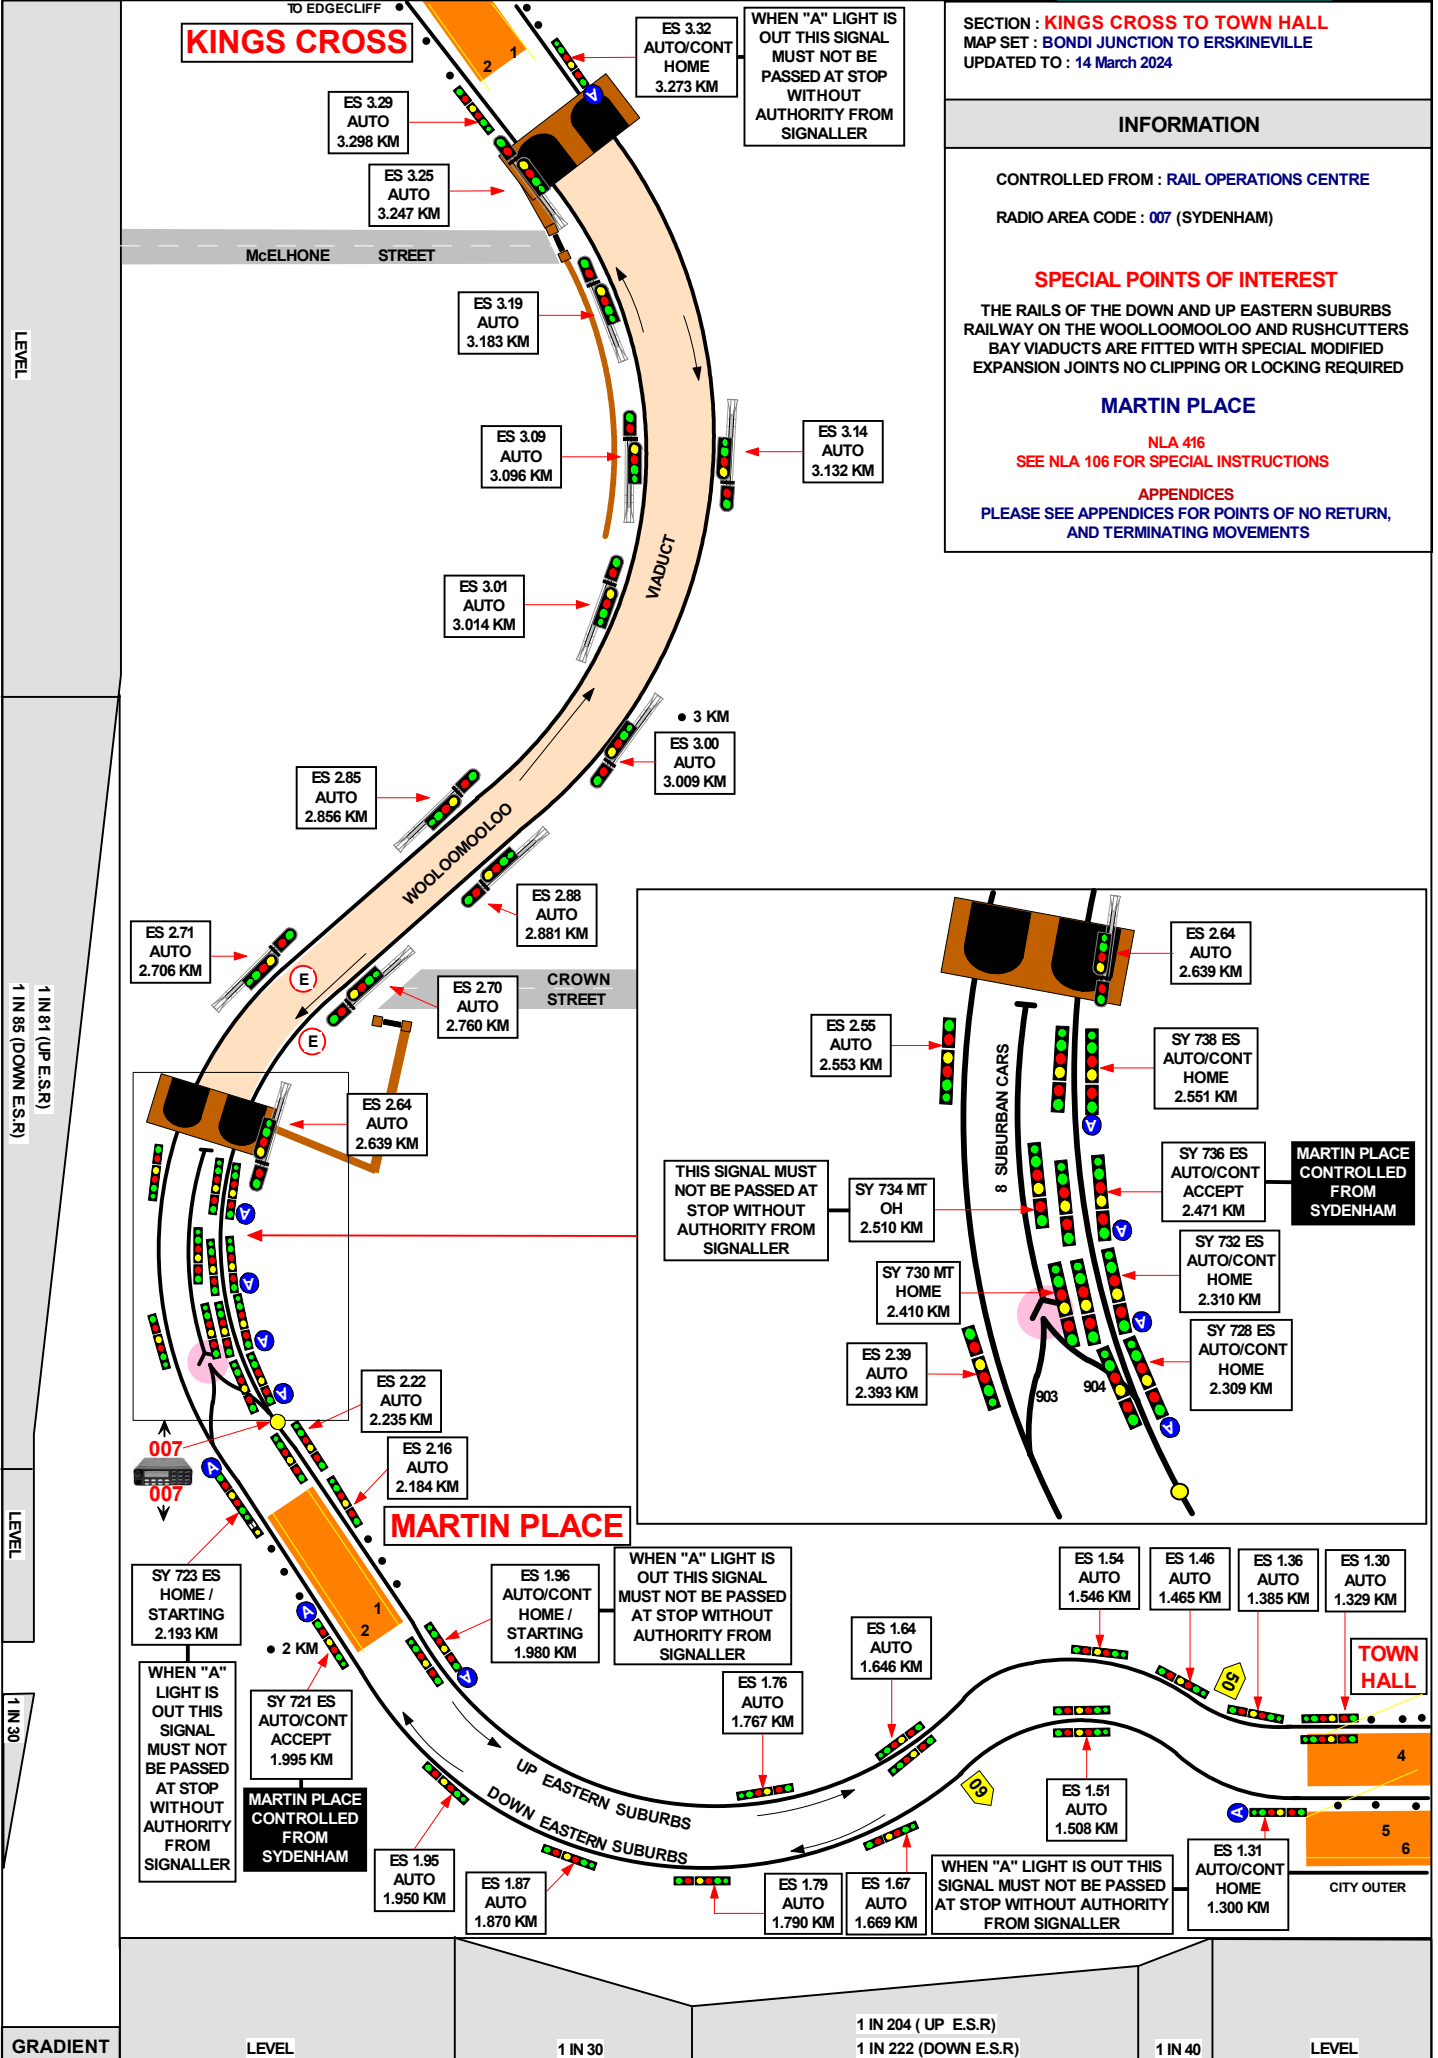 TO EDGECLIFF
KINGS CROSS
1
2
ES 3.32
AUTO/CONT
HOME
3.273 KM
WHEN "A" LIGHT IS
OUT THIS SIGNAL
MUST NOT BE
PASSED AT STOP
WITHOUT
AUTHORITY FROM
SIGNALLER
A
SECTION : KINGS CROSS TO TOWN HALL
MAP SET : BONDI JUNCTION TO ERSKINEVILLE
UPDATED TO : 14 March 2024
INFORMATION
CONTROLLED FROM : RAIL OPERATIONS CENTRE
RADIO AREA CODE : 007 (SYDENHAM)
SPECIAL POINTS OF INTEREST
THE RAILS OF THE DOWN AND UP EASTERN SUBURBS
RAILWAY ON THE WOOLLOOMOOLOO AND RUSHCUTTERS
BAY VIADUCTS ARE FITTED WITH SPECIAL MODIFIED
EXPANSION JOINTS NO CLIPPING OR LOCKING REQUIRED
MARTIN PLACE
NLA 416
SEE NLA 106 FOR SPECIAL INSTRUCTIONS
APPENDICES
PLEASE SEE APPENDICES FOR POINTS OF NO RETURN,
AND TERMINATING MOVEMENTS
ES 3.29
AUTO
3.298 KM
ES 3.25
AUTO
3.247 KM
McELHONE STREET
ES 3.19
AUTO
3.183 KM
LEVEL
ES 3.09
AUTO
3.096 KM
ES 3.14
AUTO
3.132 KM
ES 3.01
AUTO
3.014 KM
VIADUCT
3 KM
ES 3.00
AUTO
3.009 KM
ES 2.85
AUTO
2.856 KM
WOOLOOMOOLOO
ES 2.88
AUTO
2.881 KM
ES 2.71
AUTO
2.706 KM
E
E
ES 2.70
AUTO
2.760 KM
CROWN
STREET
1 IN 81 (UP E.S.R)
1 IN 85 (DOWN E.S.R)
ES 2.64
AUTO
2.639 KM
A
A
A
A
ES 2.64
AUTO
2.639 KM
ES 2.55
AUTO
2.553 KM
8 SUBURBAN CARS
SY 738 ES
AUTO/CONT
HOME
2.551 KM
A
THIS SIGNAL MUST
NOT BE PASSED AT
STOP WITHOUT
AUTHORITY FROM
SIGNALLER
SY 734 MT
OH
2.510 KM
SY 736 ES
AUTO/CONT
ACCEPT
2.471 KM
MARTIN PLACE
CONTROLLED
FROM
SYDENHAM
A
SY 730 MT
HOME
2.410 KM
SY 732 ES
AUTO/CONT
HOME
2.310 KM
A
ES 2.39
AUTO
2.393 KM
SY 728 ES
AUTO/CONT
HOME
2.309 KM
A
903
904
ES 2.22
AUTO
2.235 KM
007
007
A
ES 2.16
AUTO
2.184 KM
LEVEL
MARTIN PLACE
1
2
SY 723 ES
HOME /
STARTING
2.193 KM
WHEN "A"
LIGHT IS
OUT THIS
SIGNAL
MUST NOT
BE PASSED
AT STOP
WITHOUT
AUTHORITY
FROM
SIGNALLER
A
2 KM
SY 721 ES
AUTO/CONT
ACCEPT
1.995 KM
MARTIN PLACE
CONTROLLED
FROM
SYDENHAM
ES 1.96
AUTO/CONT
HOME /
STARTING
1.980 KM
A
WHEN "A" LIGHT IS
OUT THIS SIGNAL
MUST NOT BE PASSED
AT STOP WITHOUT
AUTHORITY FROM
SIGNALLER
1 IN 30
ES 1.76
AUTO
1.767 KM
ES 1.64
AUTO
1.646 KM
ES 1.54
AUTO
1.546 KM
ES 1.46
AUTO
1.465 KM
ES 1.36
AUTO
1.385 KM
ES 1.30
AUTO
1.329 KM
TOWN
HALL
50
UP EASTERN SUBURBS
DOWN EASTERN SUBURBS
60
4
5
6
A
ES 1.95
AUTO
1.950 KM
ES 1.87
AUTO
1.870 KM
ES 1.79
AUTO
1.790 KM
ES 1.67
AUTO
1.669 KM
ES 1.51
AUTO
1.508 KM
WHEN "A" LIGHT IS OUT THIS
SIGNAL MUST NOT BE PASSED
AT STOP WITHOUT AUTHORITY
FROM SIGNALLER
ES 1.31
AUTO/CONT
HOME
1.300 KM
CITY OUTER
GRADIENT
LEVEL
1 IN 30
1 IN 204 ( UP E.S.R)
1 IN 222 (DOWN E.S.R)
1 IN 40
LEVEL